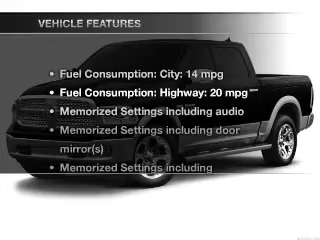 VEHICLE FEATURES
• Fuel Consumption: City: 14 mpg
• Fuel Consumption: Highway: 20 mpg
• Memorized Settings including audio
• Memorized Settings including door
mirror(s)
• Memorized Settings including